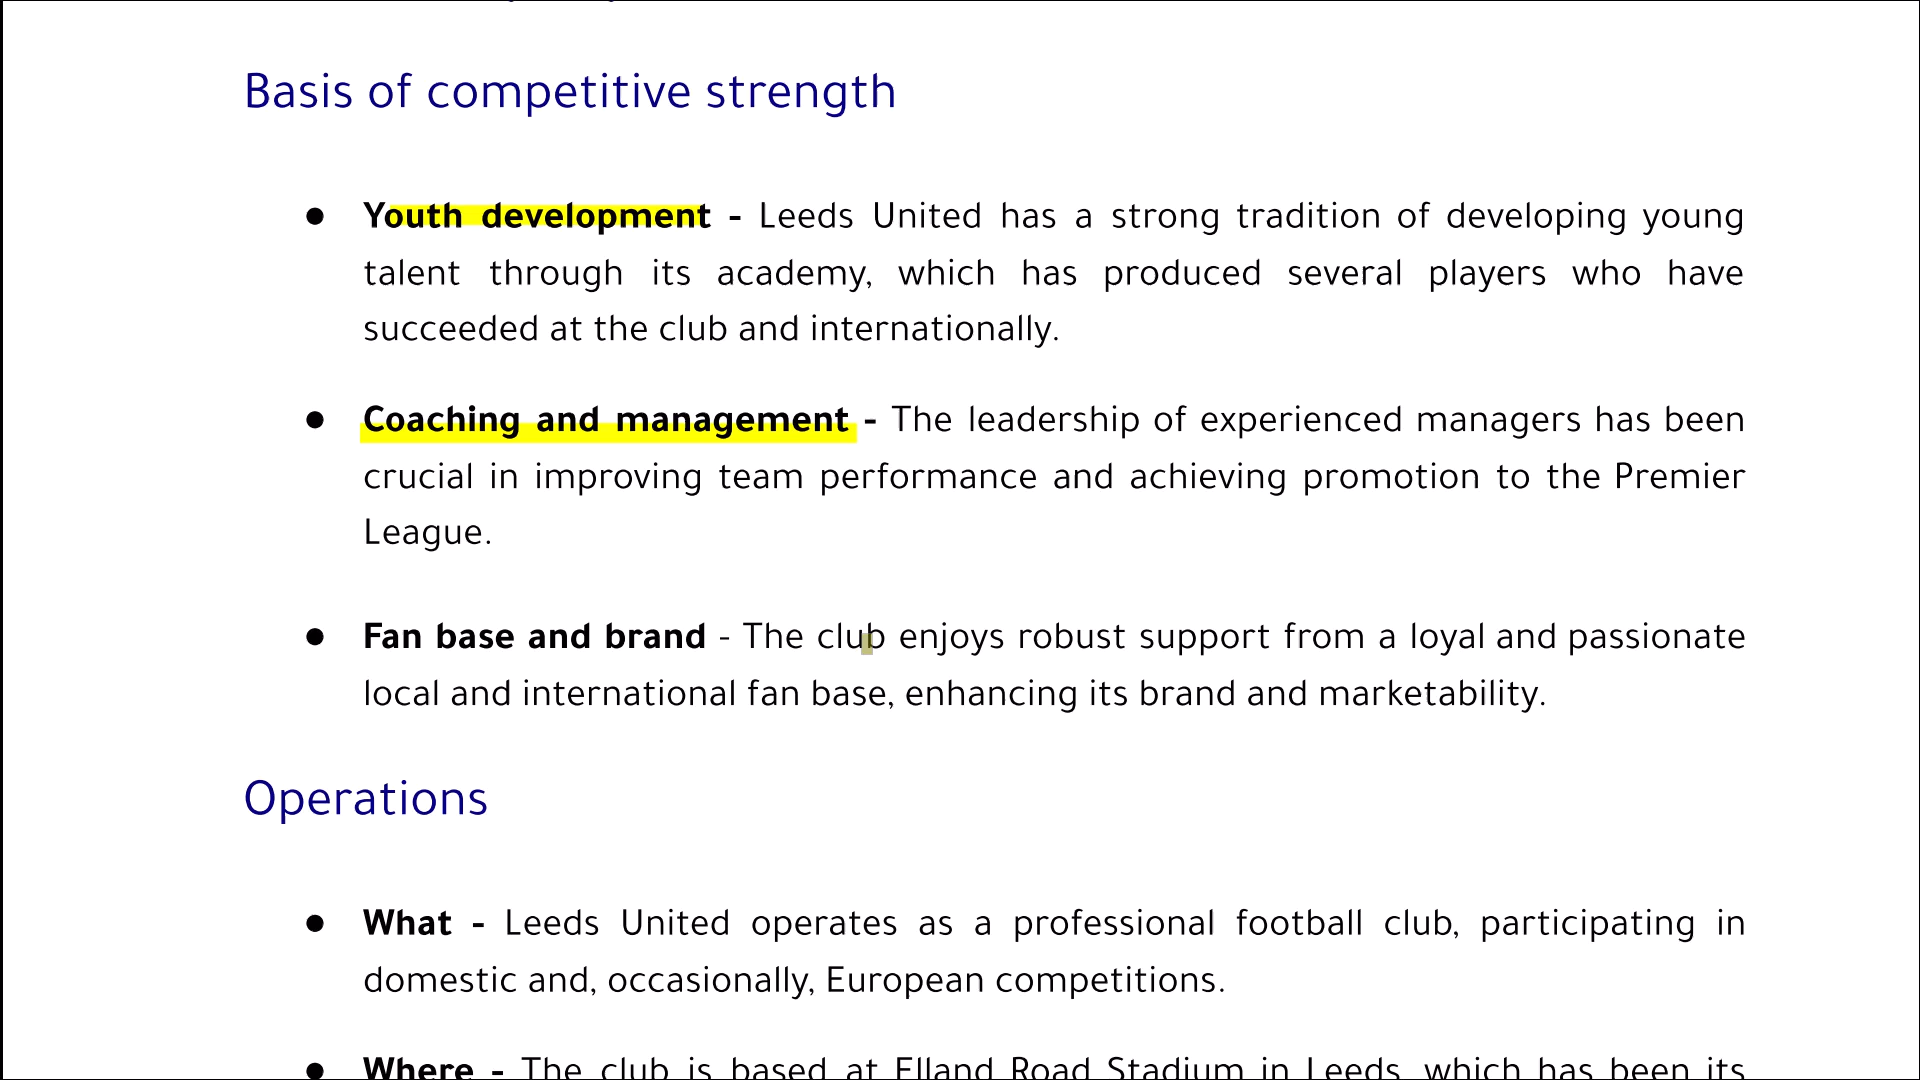 Basis of competitive strength
● Youth development - Leeds United has a strong tradition of developing young
talent through its academy, which has produced several players who have
succeeded at the club and internationally.
● Coaching and management - The leadership of experienced managers has been
crucial in improving team performance and achieving promotion to the Premier
League.
● Fan base and brand - The club enjoys robust support from a loyal and passionate
local and international fan base, enhancing its brand and marketability.
Operations
● What - Leeds United operates as a professional football club, participating in
domestic and, occasionally, European competitions.
● Where - The club is based at Elland Road Stadium in Leeds, which has been its